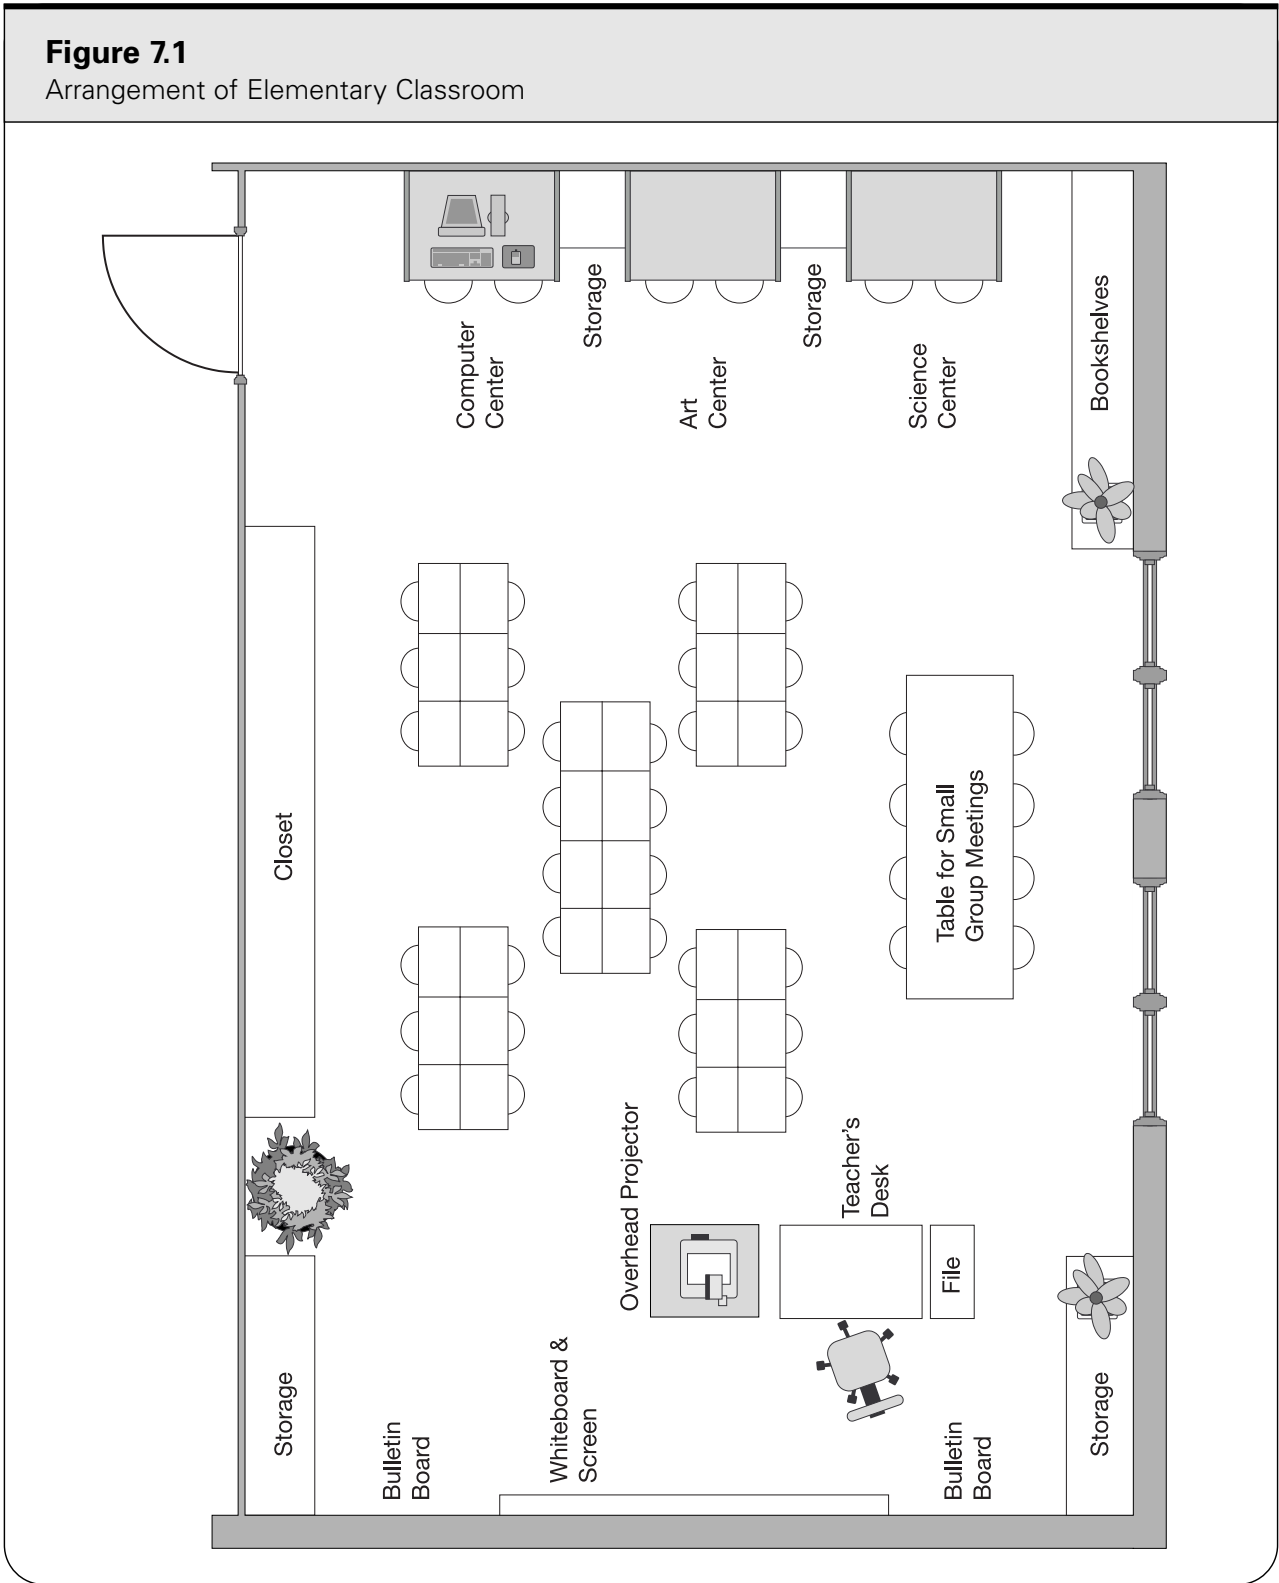 Figure 7.1
Arrangement of Elementary Classroom
Computer
Center
Storage
Art
Center
Storage
Science
Center
Bookshelves
Closet
Table for Small
Group Meetings
Overhead Projector
Teacher's
Desk
File
Storage
Bulletin
Board
Whiteboard &
Screen
Bulletin
Board
Storage